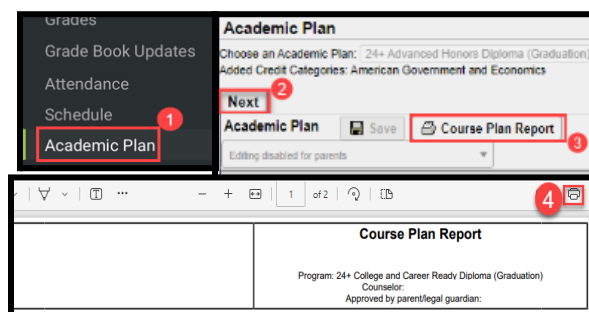 Grades
Grade Book Updates
Attendance
Schedule
1
Academic Plan
Academic Plan
Choose an Academic Plan: 24+ Advanced Honors Diploma (Graduation)
Added Credit Categories: American Government and Economics
2
Next
Academic Plan Save Course Plan Report
3
Editing disabled for parents
1 of 2
4
Course Plan Report
Program: 24+ College and Career Ready Diploma (Graduation)
Counselor:
Approved by parent/legal guardian: